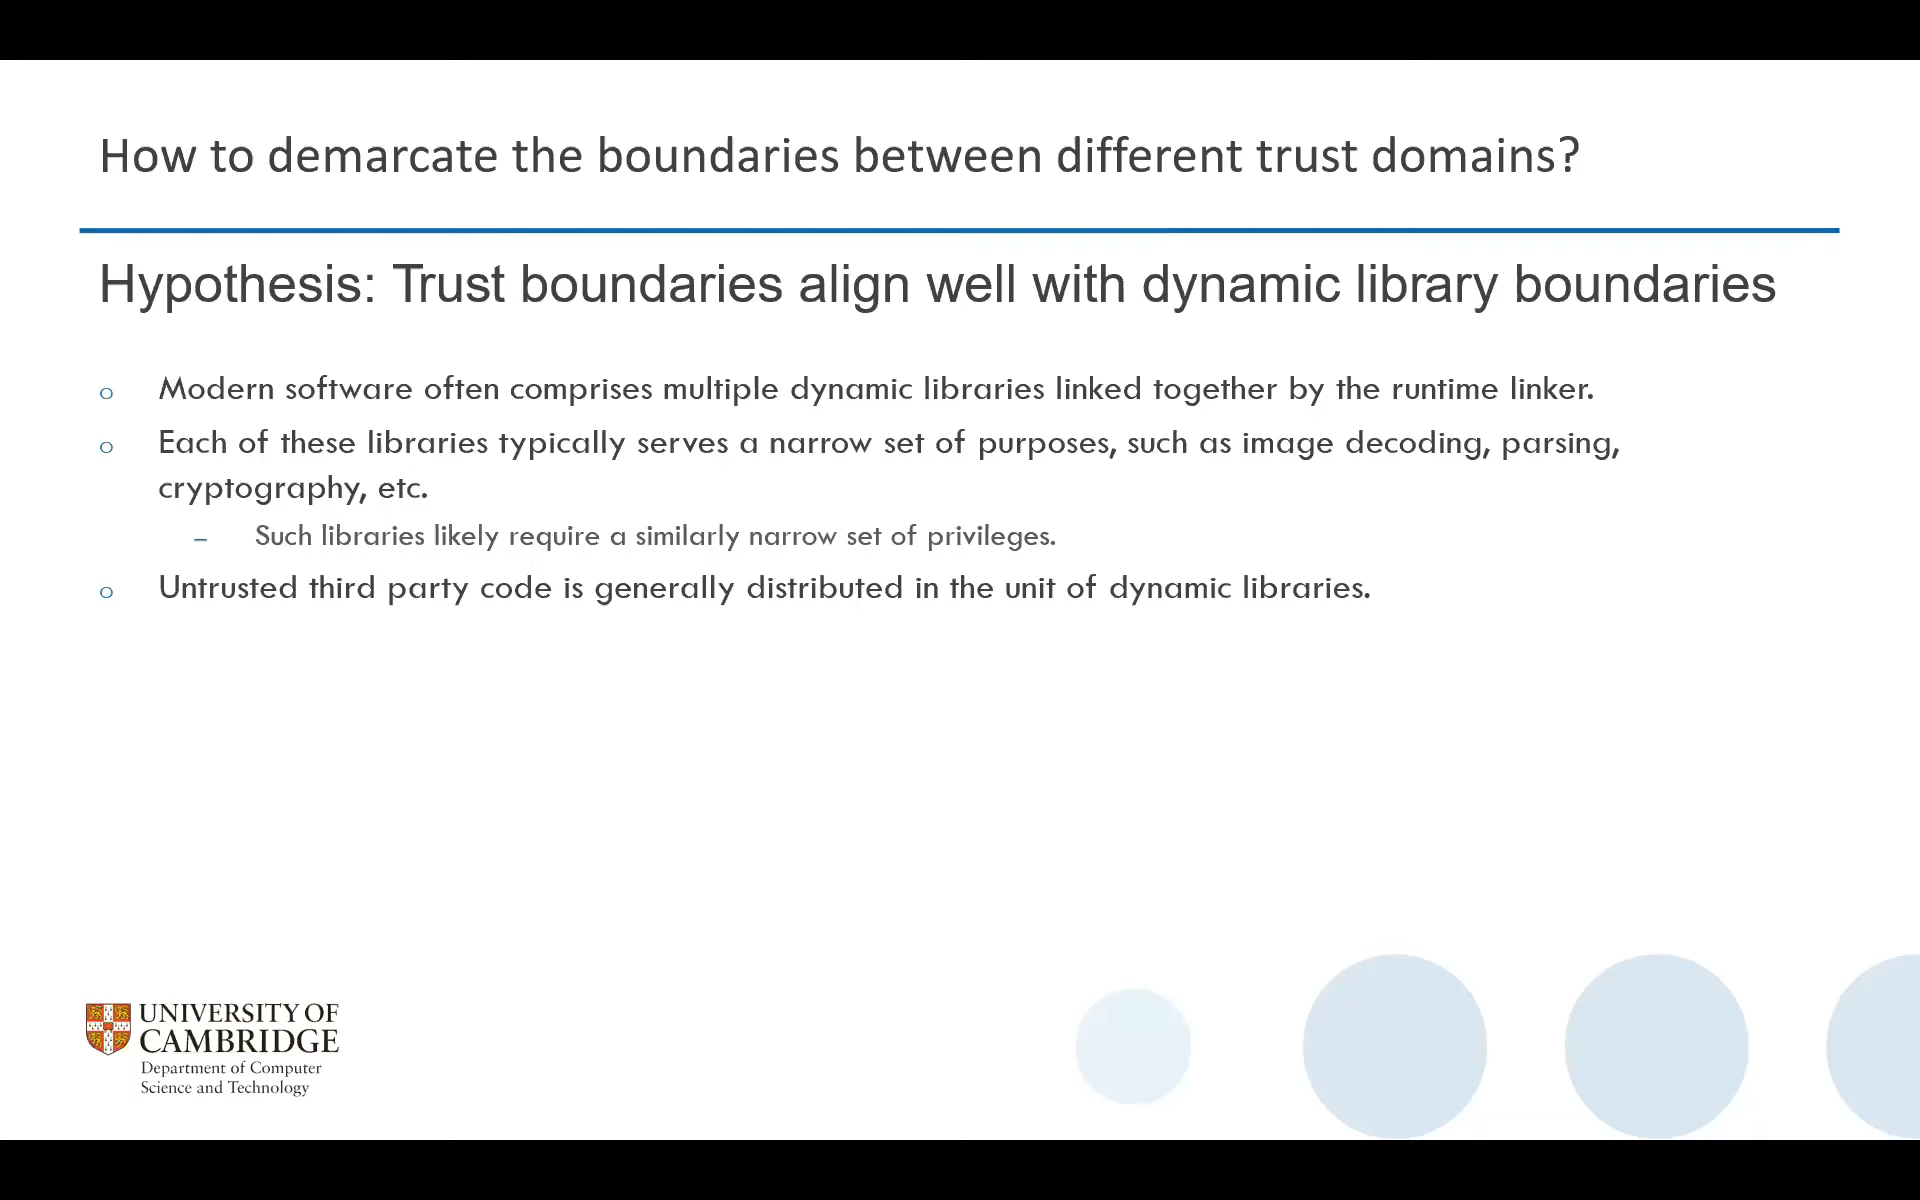 How to demarcate the boundaries between different trust domains?
Hypothesis: Trust boundaries align well with dynamic library boundaries
o Modern software often comprises multiple dynamic libraries linked together by the runtime linker.
o Each of these libraries typically serves a narrow set of purposes, such as image decoding, parsing,
cryptography, etc.
– Such libraries likely require a similarly narrow set of privileges.
o Untrusted third party code is generally distributed in the unit of dynamic libraries.
UNIVERSITY OF
CAMBRIDGE
Department of Computer
Science and Technology